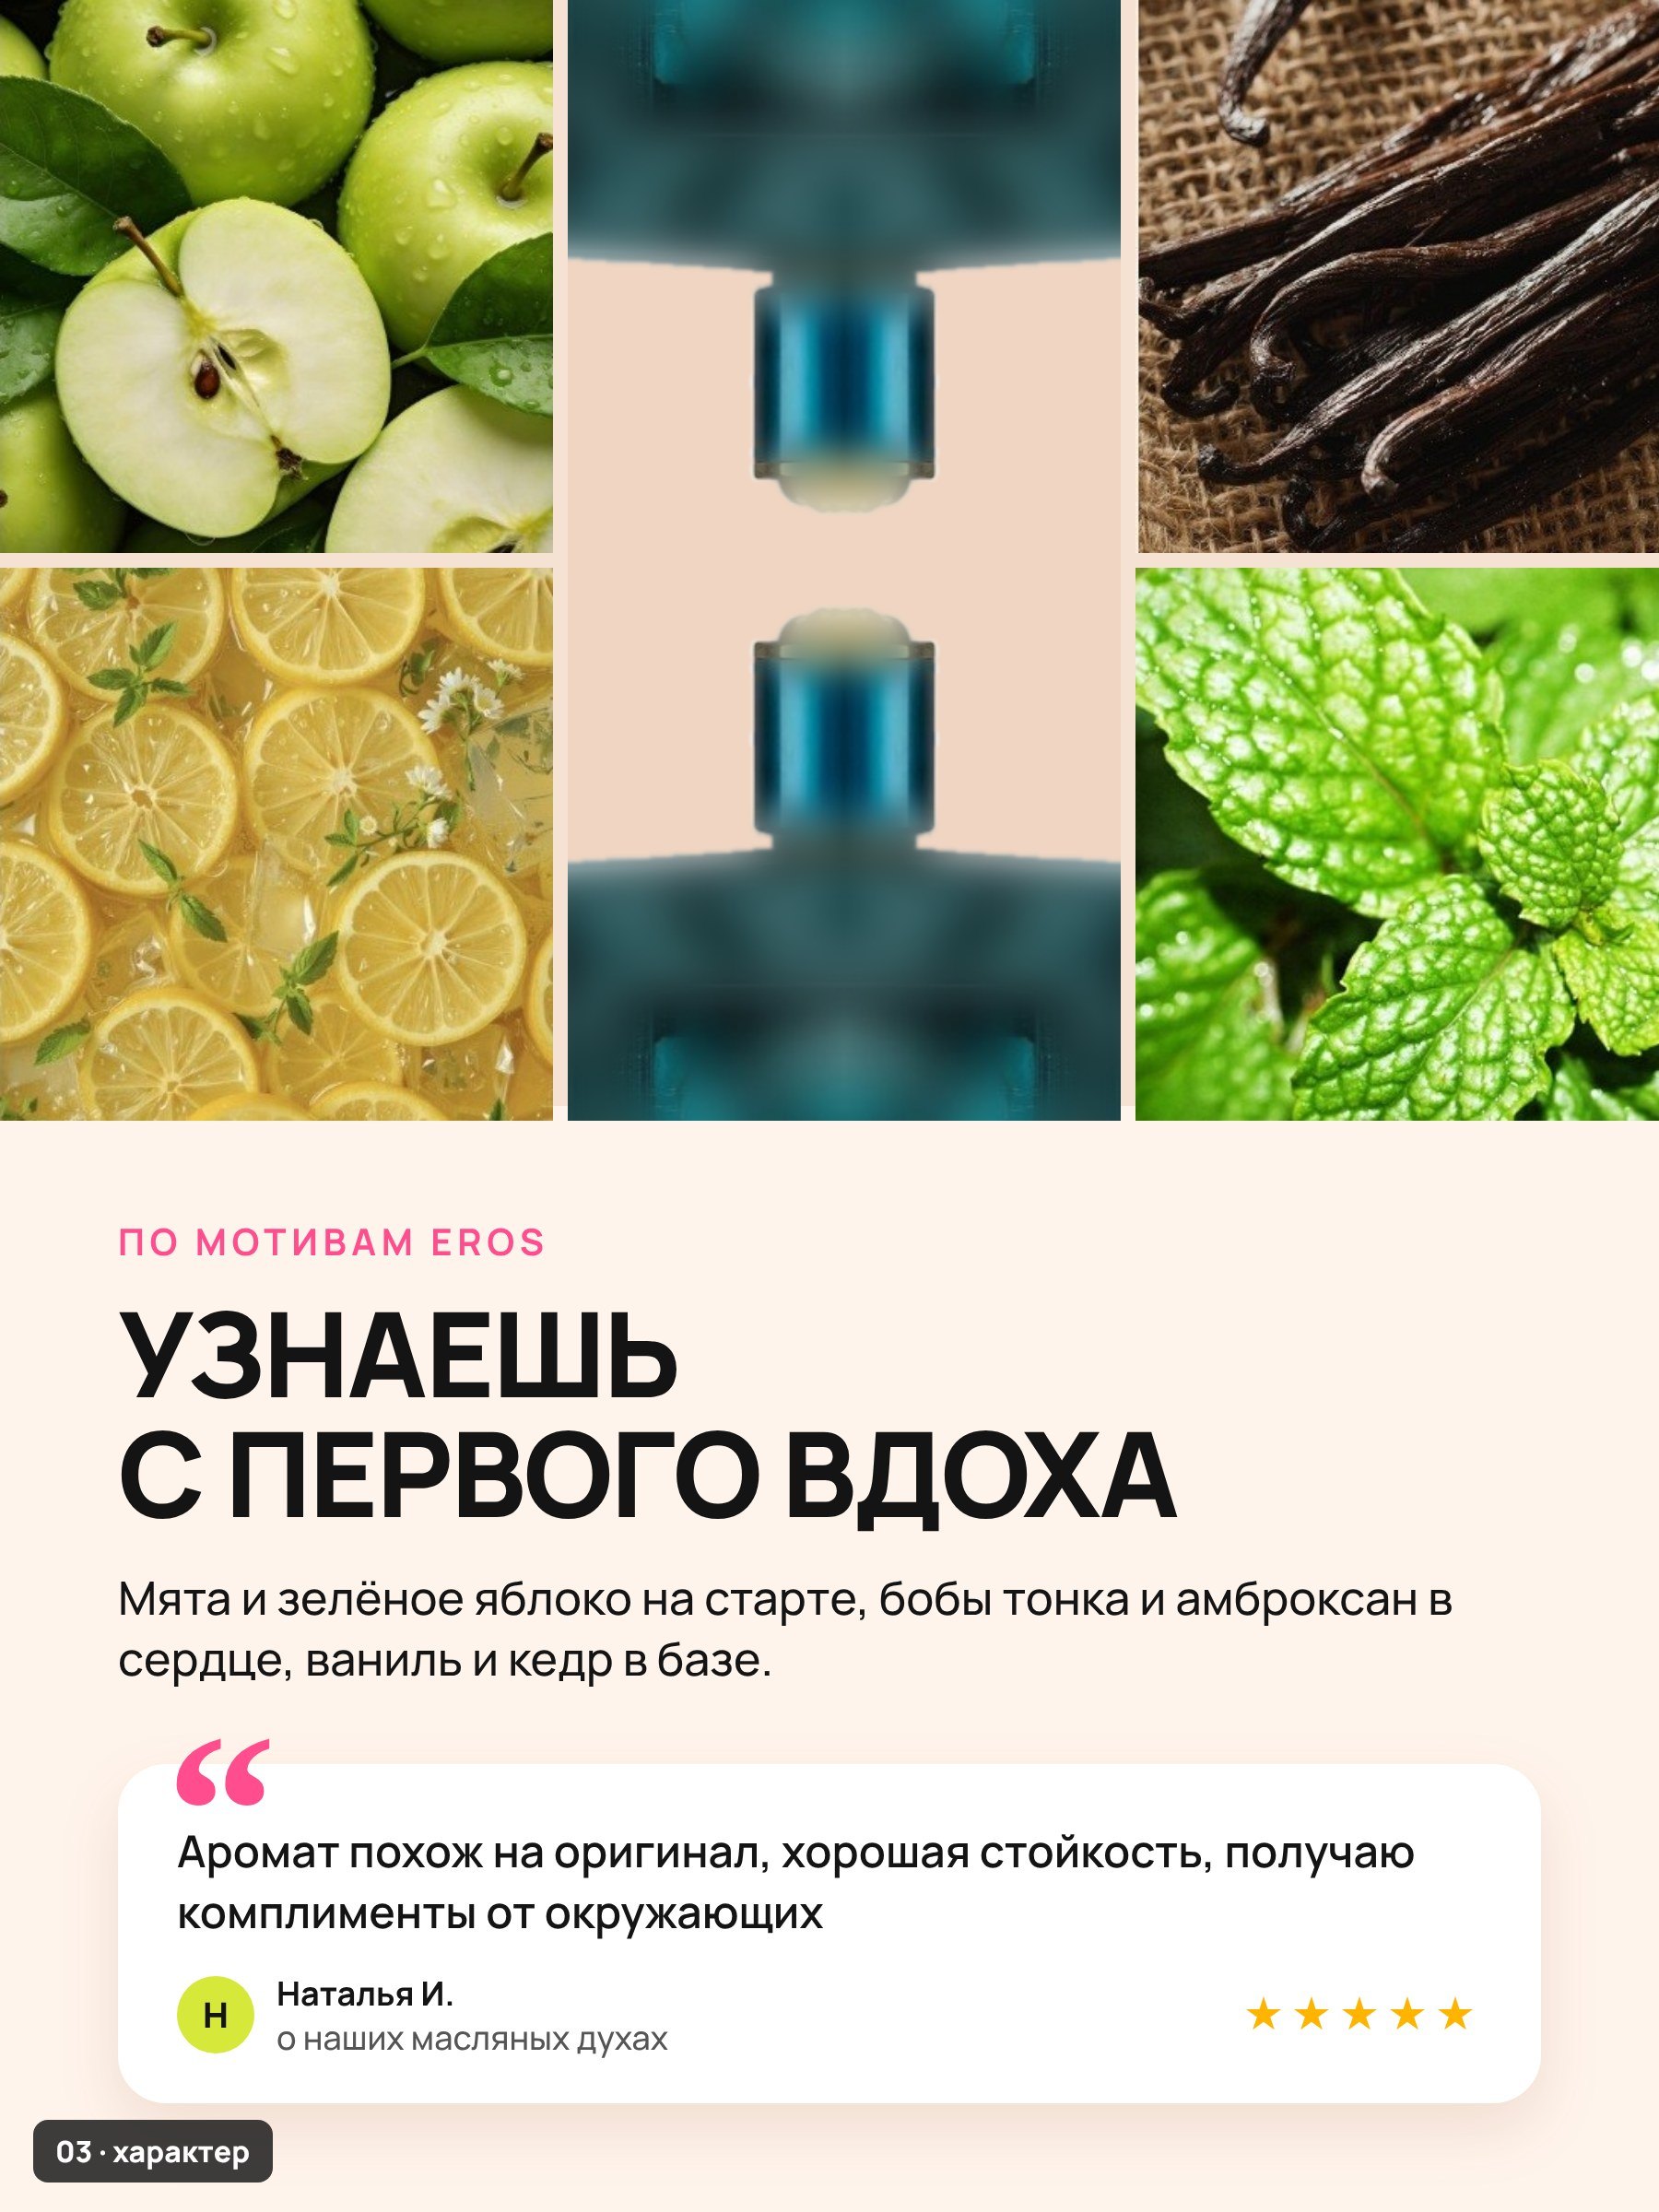 ПО МОТИВАМ EROS
УЗНАЕШЬ
С ПЕРВОГО ВДОХА
Мята и зелёное яблоко на старте, бобы тонка и амброксан в
сердце, ваниль и кедр в базе.
“
Аромат похож на оригинал, хорошая стойкость, получаю
комплименты от окружающих
Н
Наталья И.
о наших масляных духах
★★★★★
03 · характер